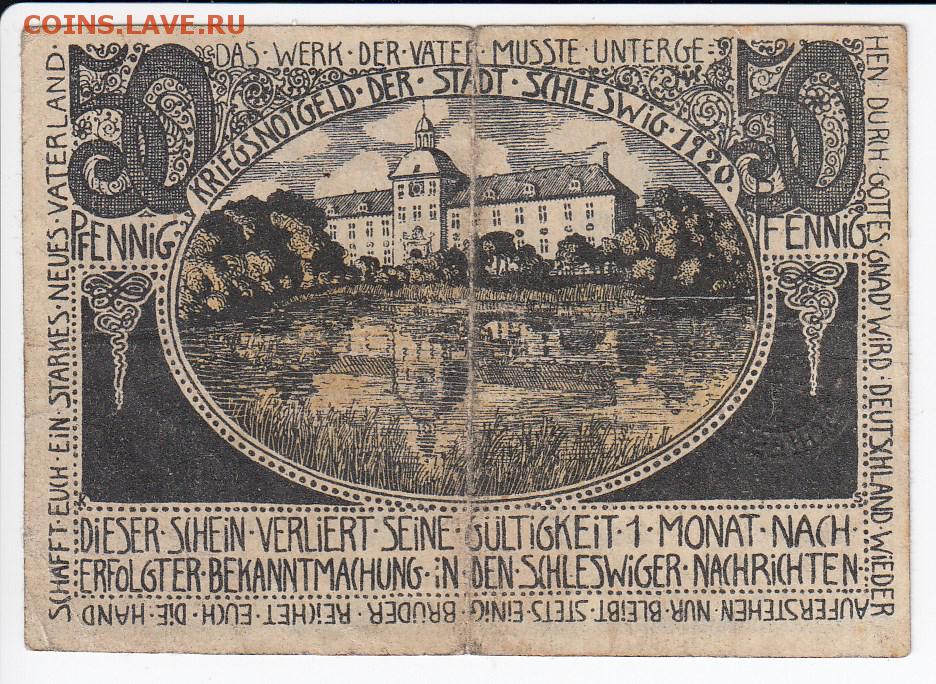 COINS.LAVE.RU
DAS · WERK · DER · VÄTER · MUSSTE · UNTERGE=
HEN · DURCH · GOTTES GNAD WIRD DEUTSCHLAND WIEDER
AUFERSTEHEN NUR BLEIBT STETS EINIG BRÜDER REICHET EUCH DIE HAND
SCHAFFT EUCH EIN STARKES NEUES VATERLAND
50
50
KRIEGSNOTGELD · DER · STADT · SCHLESWIG · 1920 ·
PFENNIG
PFENNIG
K
S
DIESER · SCHEIN · VERLIERT · SEINE · GÜLTIGKEIT · 1 · MONAT · NACH ·
ERFOLGTER · BEKANNTMACHUNG · IN · DEN · SCHLESWIGER · NACHRICHTEN